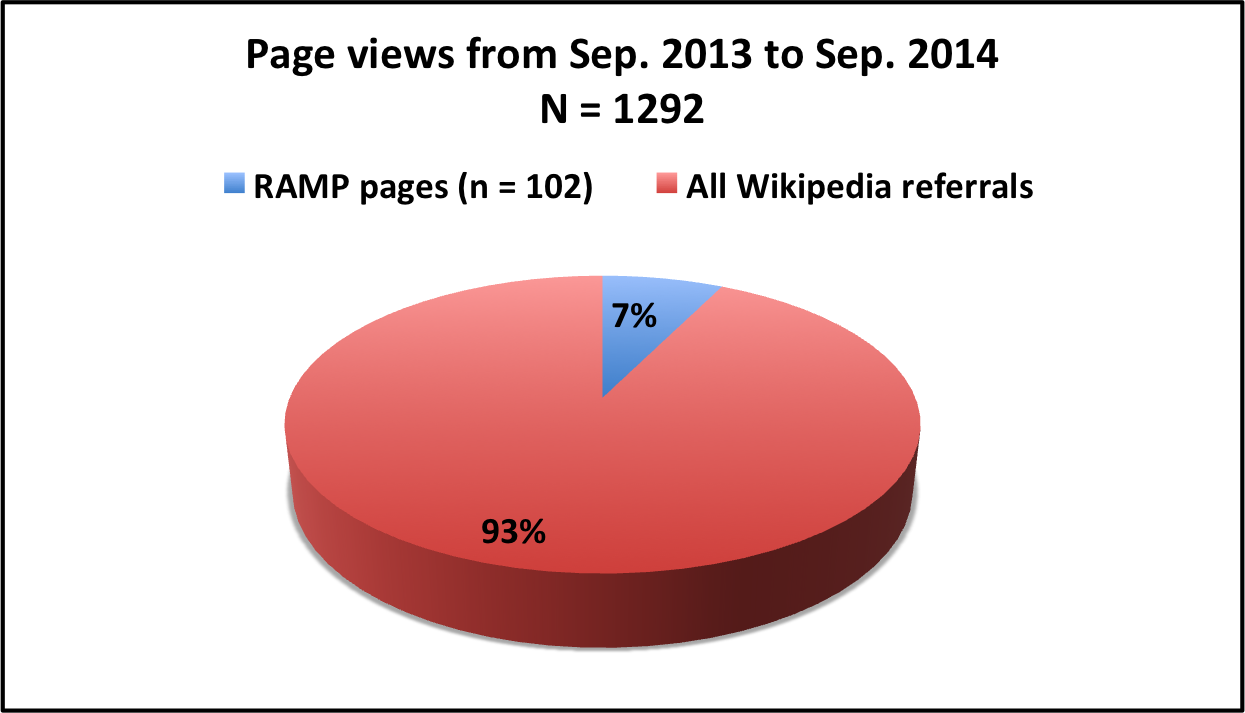 Page views from Sep. 2013 to Sep. 2014
N = 1292
RAMP pages (n = 102) All Wikipedia referrals
7%
93%